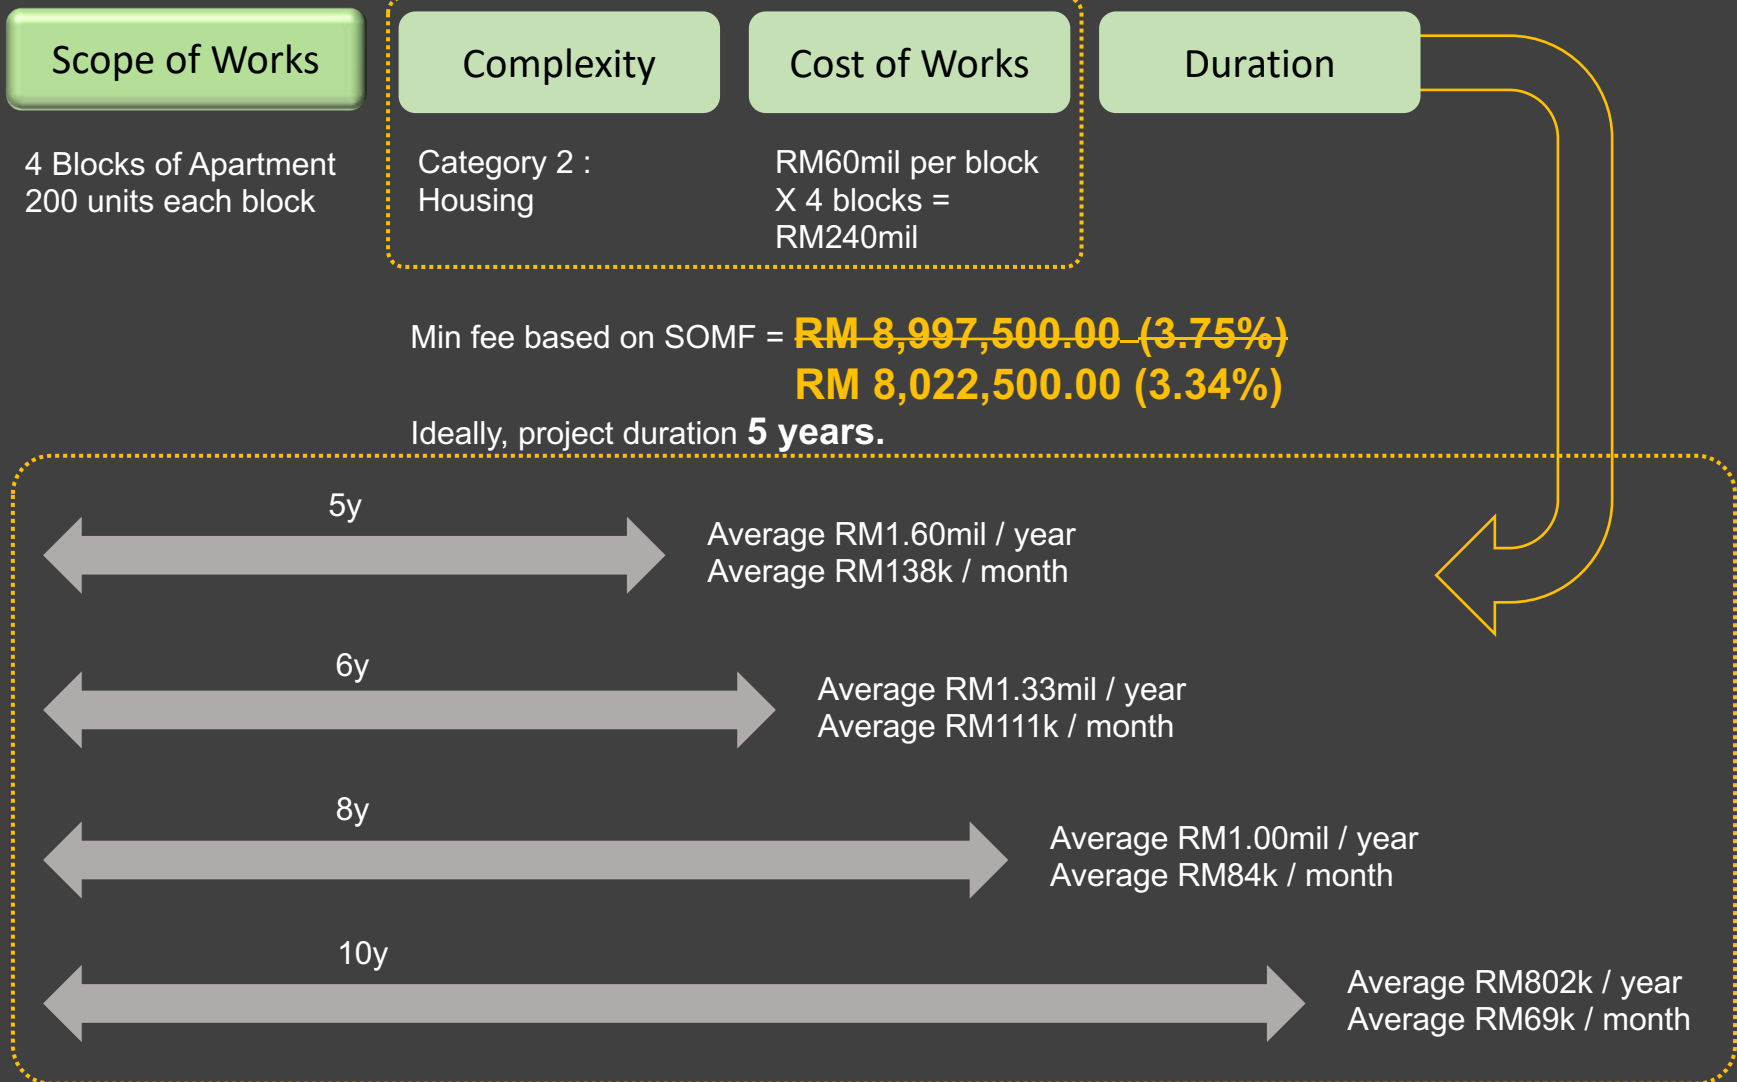 Scope of Works
Complexity
Cost of Works
Duration
4 Blocks of Apartment
200 units each block
Category 2 :
Housing
RM60mil per block
X 4 blocks =
RM240mil
Min fee based on SOMF = RM 8,997,500.00 (3.75%)
RM 8,022,500.00 (3.34%)
Ideally, project duration 5 years.
5y
Average RM1.60mil / year
Average RM138k / month
6y
Average RM1.33mil / year
Average RM111k / month
8y
Average RM1.00mil / year
Average RM84k / month
10y
Average RM802k / year
Average RM69k / month